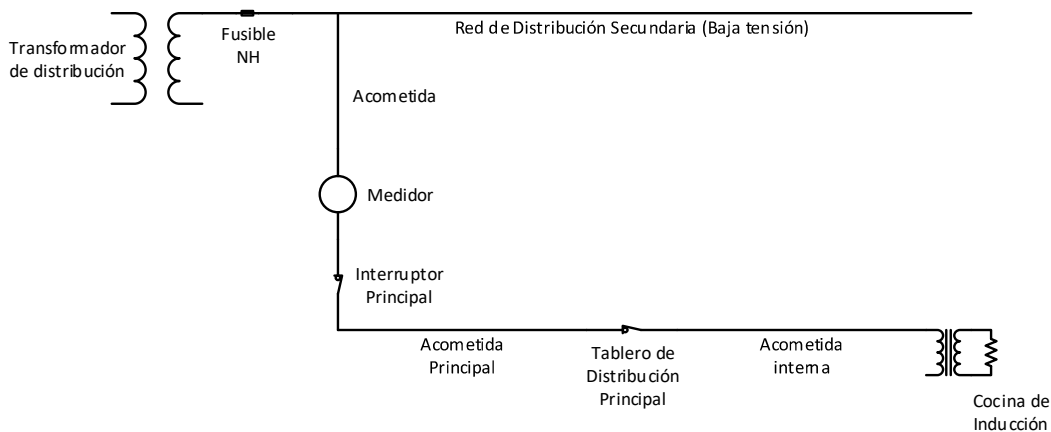 Transformador
de distribución
Fusible
NH
Red de Distribución Secundaria (Baja tensión)
Acometida
Medidor
Interruptor
Principal
Acometida
Principal
Tablero de
Distribución
Principal
Acometida
interna
Cocina de
Inducción